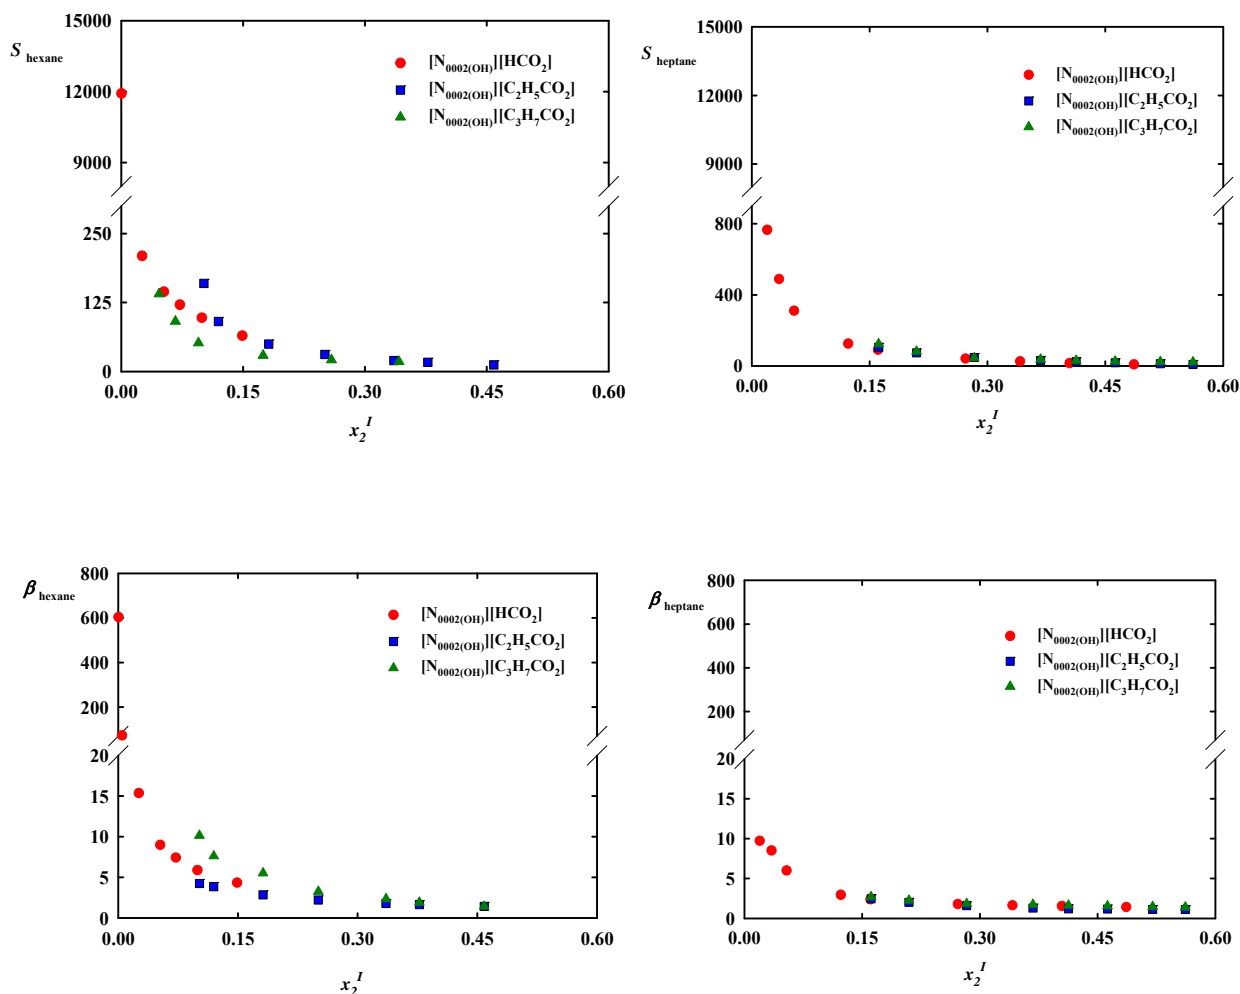 15000
S hexane
[N0002(OH)][HCO2]
[N0002(OH)][C2H5CO2]
12000
[N0002(OH)][C3H7CO2]
9000
250
125
0
0.00 0.15 0.30 0.45 0.60
x2^I
15000
S heptane
[N0002(OH)][HCO2]
12000
[N0002(OH)][C2H5CO2]
[N0002(OH)][C3H7CO2]
9000
800
400
0
0.00 0.15 0.30 0.45 0.60
x2^I
800
β hexane
600
[N0002(OH)][HCO2]
[N0002(OH)][C2H5CO2]
[N0002(OH)][C3H7CO2]
400
200
20
15
10
5
0
0.00 0.15 0.30 0.45 0.60
x2^I
800
β heptane
600
[N0002(OH)][HCO2]
[N0002(OH)][C2H5CO2]
[N0002(OH)][C3H7CO2]
400
200
20
15
10
5
0
0.00 0.15 0.30 0.45 0.60
x2^I